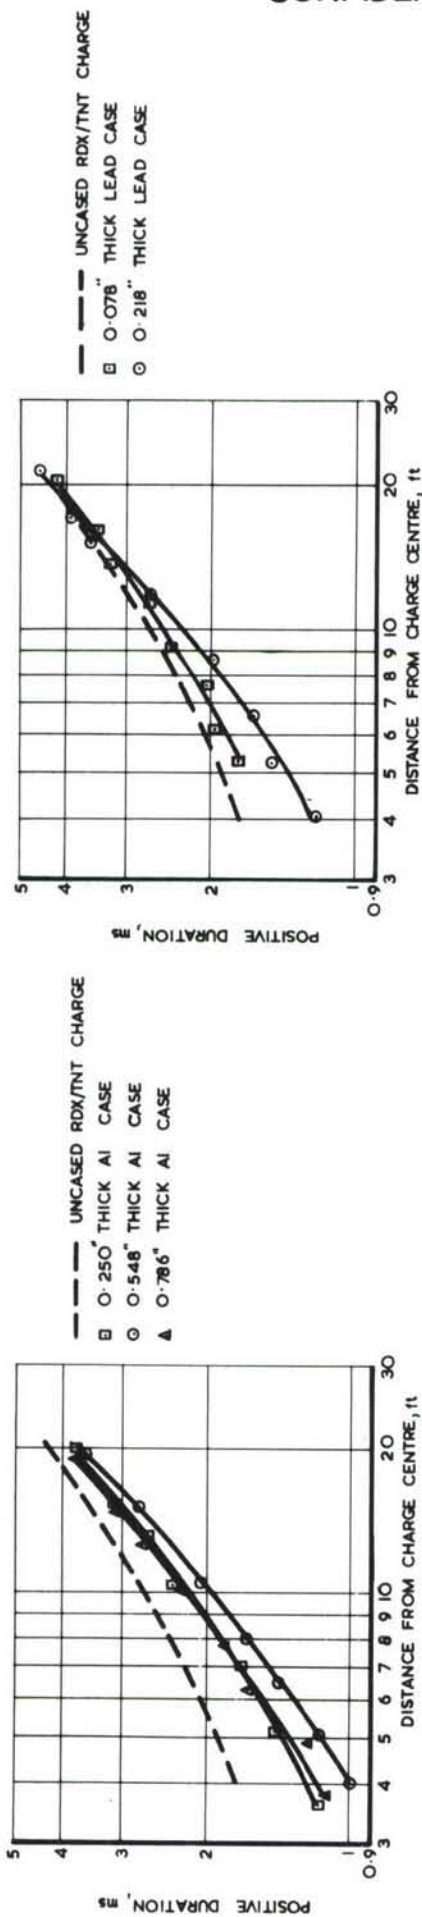 UNCASED RDX/TNT CHARGE
0·250" THICK Al CASE
0·548" THICK Al CASE
0·786" THICK Al CASE
POSITIVE DURATION, ms
5
4
3
2
1
0·9
3 4 5 6 7 8 9 10 20 30
DISTANCE FROM CHARGE CENTRE, ft
UNCASED RDX/TNT CHARGE
0·078" THICK LEAD CASE
0·218" THICK LEAD CASE
POSITIVE DURATION, ms
5
4
3
2
1
0·9
3 4 5 6 7 8 9 10 20 30
DISTANCE FROM CHARGE CENTRE, ft